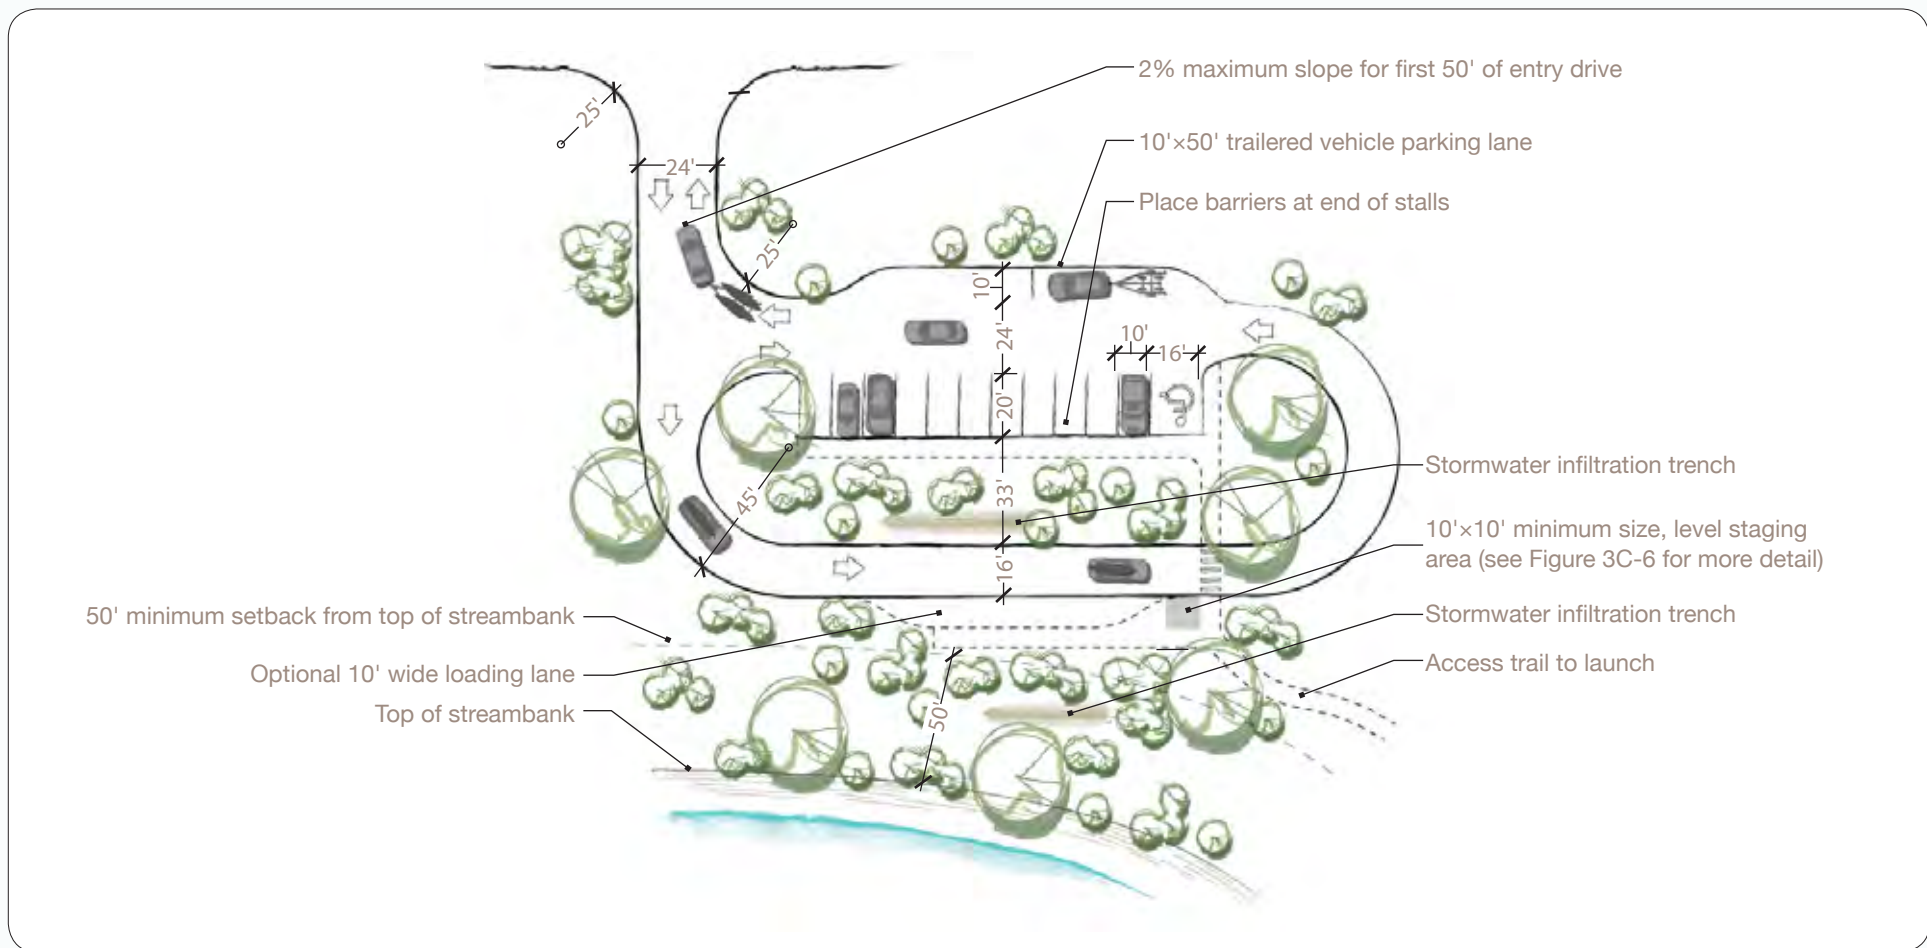 2% maximum slope for first 50' of entry drive
25'
10'×50' trailered vehicle parking lane
24'
Place barriers at end of stalls
25'
10'
24'
10'
16'
20'
Stormwater infiltration trench
45'
33'
10'×10' minimum size, level staging
area (see Figure 3C-6 for more detail)
16'
50' minimum setback from top of streambank
Stormwater infiltration trench
Optional 10' wide loading lane
Access trail to launch
Top of streambank
50'